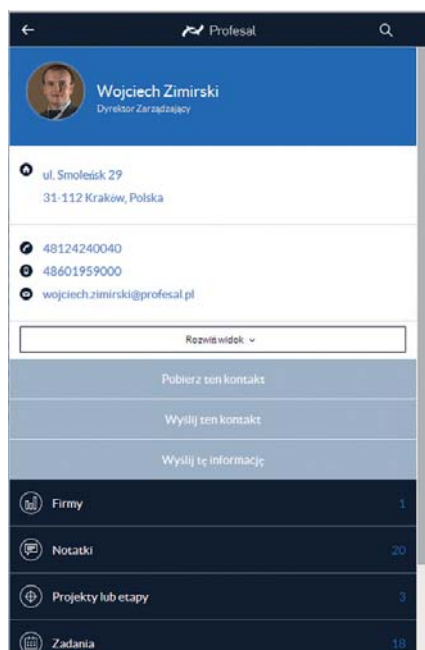 Profesal
Wojciech Zimirski
Dyrektor Zarządzający
ul. Smoleńsk 29
31-112 Kraków, Polska
48124240040
48601959000
wojciech.zimirski@profesal.pl
Rozwiń widok
Pobierz ten kontakt
Wyślij ten kontakt
Wyślij tę informację
Firmy 1
Notatki 20
Projekty lub etapy 3
Zadania 18